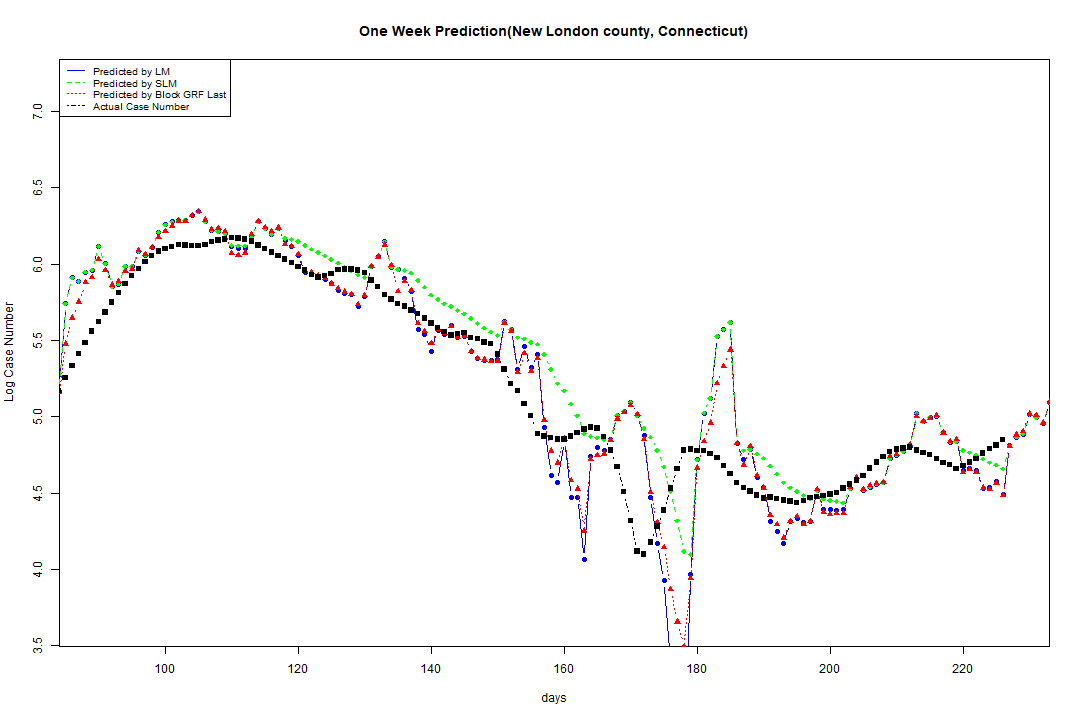 One Week Prediction(New London county, Connecticut)
Predicted by LM
Predicted by SLM
Predicted by Block GRF Last
Actual Case Number
Log Case Number
7.0
6.5
6.0
5.5
5.0
4.5
4.0
3.5
100 120 140 160 180 200 220
days